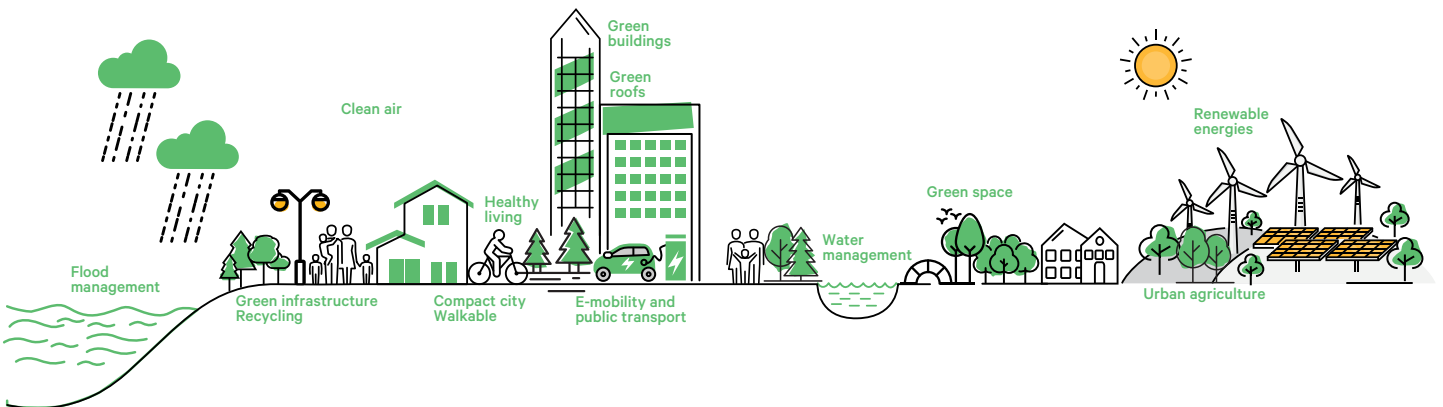 Green
buildings
Green
roofs
Clean air
Renewable
energies
Healthy
living
Green space
Water
management
Flood
management
Green infrastructure
Recycling
Compact city
Walkable
E-mobility and
public transport
Urban agriculture